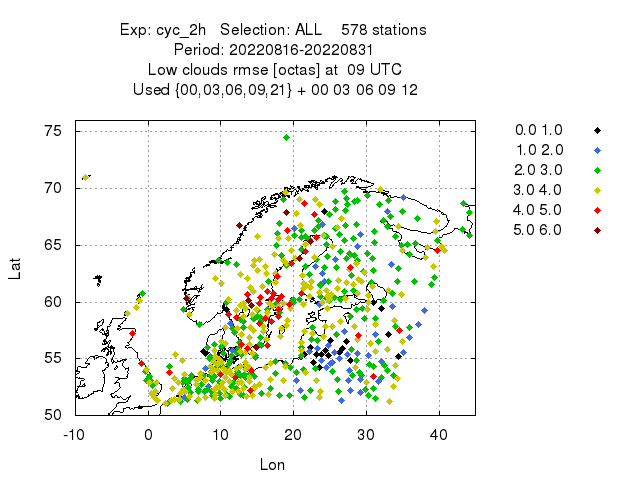 Exp: cyc_2h   Selection: ALL    578 stations
Period: 20220816-20220831
Low clouds rmse [octas] at  09 UTC
Used {00,03,06,09,21} + 00 03 06 09 12
0.0 1.0
1.0 2.0
2.0 3.0
3.0 4.0
4.0 5.0
5.0 6.0
Lat
75
70
65
60
55
50
-10 0 10 20 30 40
Lon